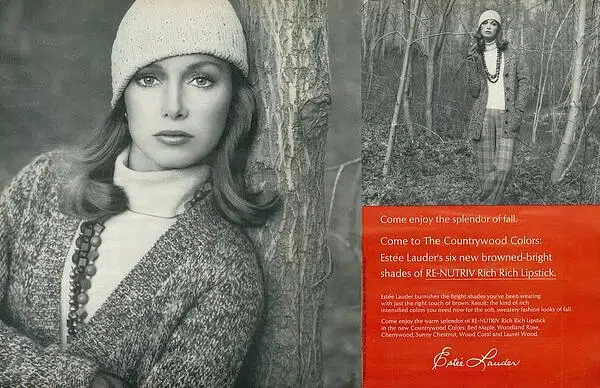 Come enjoy the splendor of fall.
Come to The Countrywood Colors:
Estée Lauder's six new browned-bright
shades of RE-NUTRIV Rich Rich Lipstick.
Estée Lauder burnishes the bright shades you've been wearing
with just the right touch of brown. Result: the kind of rich
intensified colors you need now for the soft, sweatery fashion looks of fall.
Come enjoy the warm splendor of RE-NUTRIV Rich Rich Lipstick
in the new Countrywood Colors: Red Maple, Woodland Rose,
Cherrywood, Sunny Chestnut, Wood Coral and Laurel Wood.
Estée Lauder